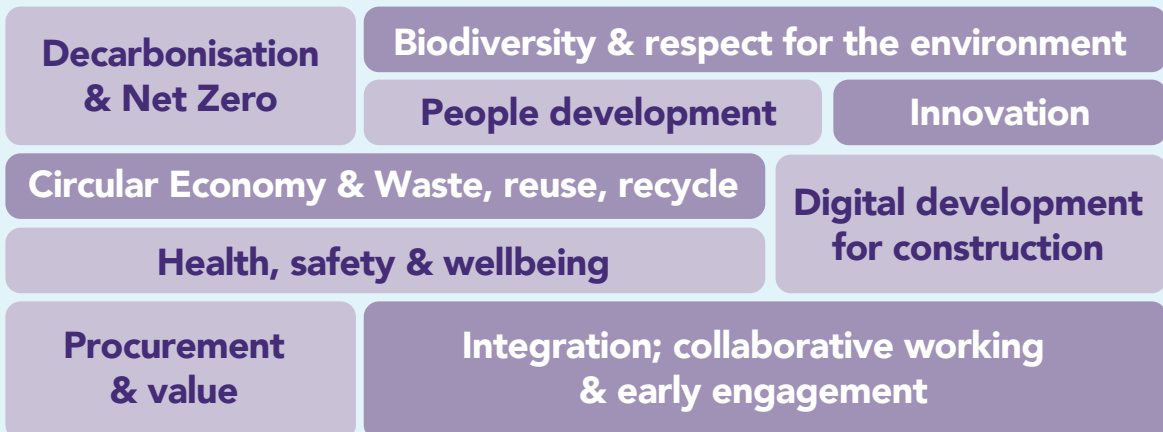 Decarbonisation
& Net Zero
Biodiversity & respect for the environment
People development
Innovation
Circular Economy & Waste, reuse, recycle
Digital development
for construction
Health, safety & wellbeing
Procurement
& value
Integration; collaborative working
& early engagement